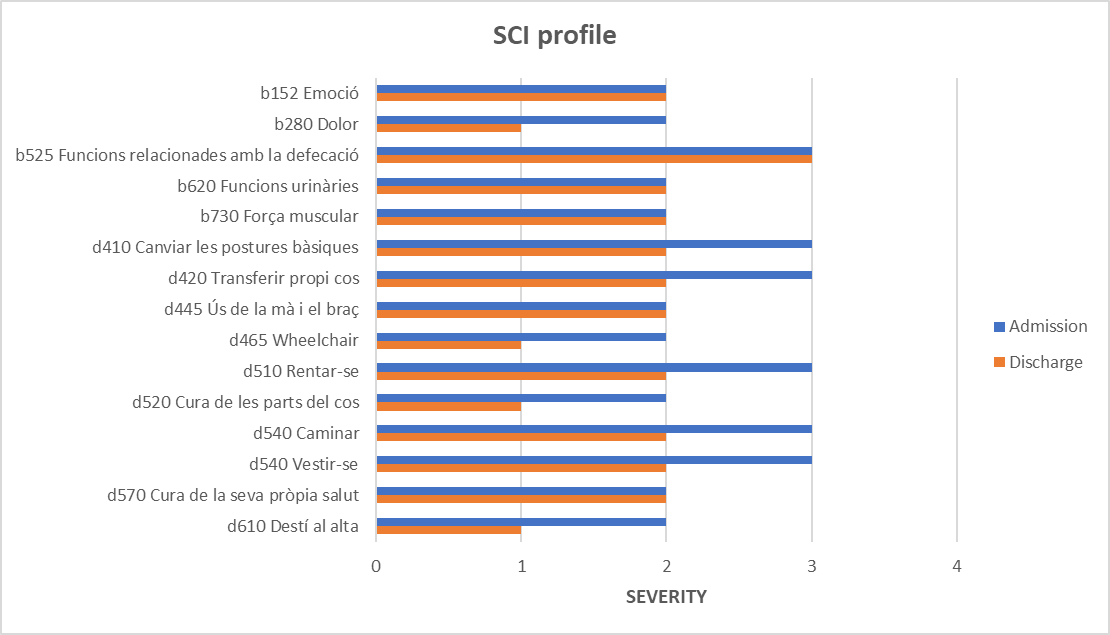 SCI profile
b152 Emoció
b280 Dolor
b525 Funcions relacionades amb la defecació
b620 Funcions urinàries
b730 Força muscular
d410 Canviar les postures bàsiques
d420 Transferir propi cos
d445 Ús de la mà i el braç
d465 Wheelchair
d510 Rentar-se
d520 Cura de les parts del cos
d540 Caminar
d540 Vestir-se
d570 Cura de la seva pròpia salut
d610 Destí al alta
0 1 2 3 4
SEVERITY
Admission
Discharge